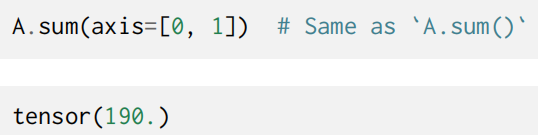 A.sum(axis=[0, 1])  # Same as `A.sum()`
tensor(190.)